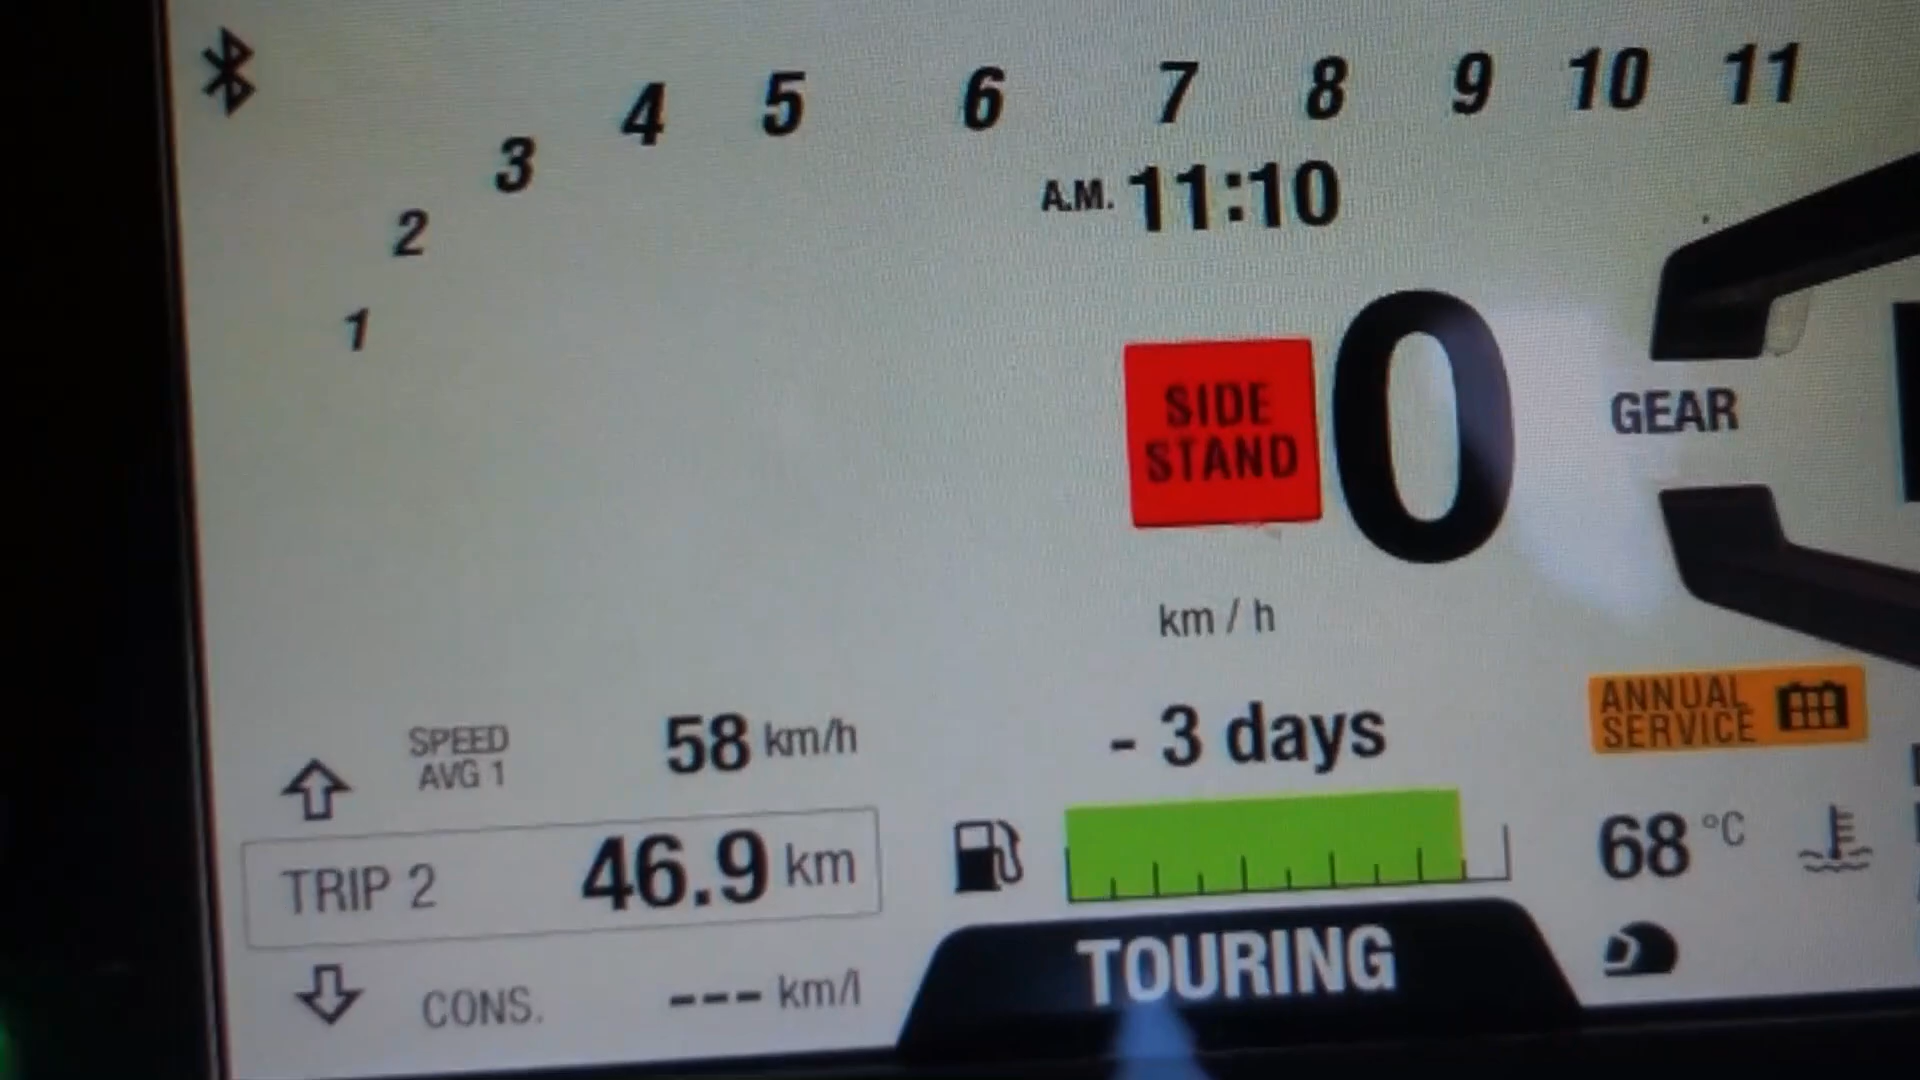 1 2 3 4 5 6 7 8 9 10 11
A.M. 11:10
SIDE
STAND
0
GEAR
km / h
SPEED
AVG 1
58 km/h
- 3 days
ANNUAL
SERVICE
TRIP 2 46.9 km
68 °C
CONS. --- km/l
TOURING